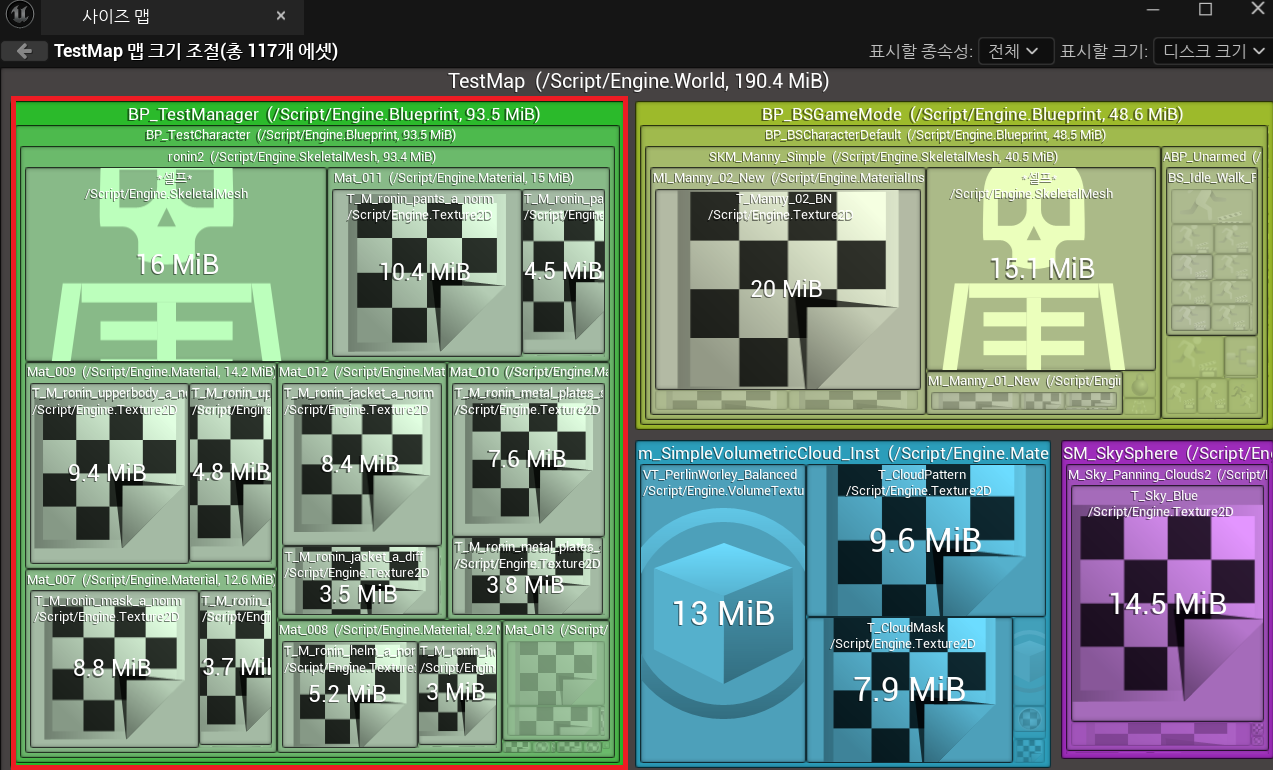 사이즈 맵
TestMap 맵 크기 조절(총 117개 에셋)
표시할 종속성: 전체 표시할 크기: 디스크 크기
TestMap (/Script/Engine.World, 190.4 MiB)
BP_TestManager (/Script/Engine.Blueprint, 93.5 MiB)
BP_TestCharacter (/Script/Engine.Blueprint, 93.5 MiB)
ronin2 (/Script/Engine.SkeletalMesh, 93.4 MiB)
*셀프*
/Script/Engine.SkeletalMesh
16 MiB
Mat_011 (/Script/Engine.Material, 15 MiB)
T_M_ronin_pants_a_norm
/Script/Engine.Texture2D
10.4 MiB
T_M_ronin_pa
/Script/Engine
4.5 MiB
Mat_009 (/Script/Engine.Material, 14.2 MiB)
T_M_ronin_upperbody_a_no
/Script/Engine.Texture2D
9.4 MiB
T_M_ronin_up
/Script/Engine
4.8 MiB
Mat_012 (/Script/Engine.Mat
T_M_ronin_jacket_a_norm
/Script/Engine.Texture2D
8.4 MiB
T_M_ronin_jacket_a_diff
/Script/Engine.Texture2D
3.5 MiB
Mat_010 (/Script/Engine.Ma
T_M_ronin_metal_plates_
/Script/Engine.Texture2D
7.6 MiB
T_M_ronin_metal_plates_
/Script/Engine.Texture2D
3.8 MiB
Mat_007 (/Script/Engine.Material, 12.6 MiB)
T_M_ronin_mask_a_norm
/Script/Engine.Texture2D
8.8 MiB
T_M_ronin_
/Script/Engi
3.7 MiB
Mat_008 (/Script/Engine.Material, 8.2 M
T_M_ronin_helm_a_nor
/Script/Engine.Texture
5.2 MiB
T_M_ronin_h
/Script/Engin
3 MiB
Mat_013 (/Script/
BP_BSGameMode (/Script/Engine.Blueprint, 48.6 MiB)
BP_BSCharacterDefault (/Script/Engine.Blueprint, 48.5 MiB)
SKM_Manny_Simple (/Script/Engine.SkeletalMesh, 40.5 MiB)
MI_Manny_02_New (/Script/Engine.MaterialIns
T_Manny_02_BN
/Script/Engine.Texture2D
20 MiB
*셀프*
/Script/Engine.SkeletalMesh
15.1 MiB
MI_Manny_01_New (/Script/Engi
ABP_Unarmed (/
BS_Idle_Walk_R
m_SimpleVolumetricCloud_Inst (/Script/Engine.Mate
VT_PerlinWorley_Balanced
/Script/Engine.VolumeTextu
13 MiB
T_CloudPattern
/Script/Engine.Texture2D
9.6 MiB
T_CloudMask
/Script/Engine.Texture2D
7.9 MiB
SM_SkySphere (/Script/En
M_Sky_Panning_Clouds2 (/Script/
T_Sky_Blue
/Script/Engine.Texture2D
14.5 MiB